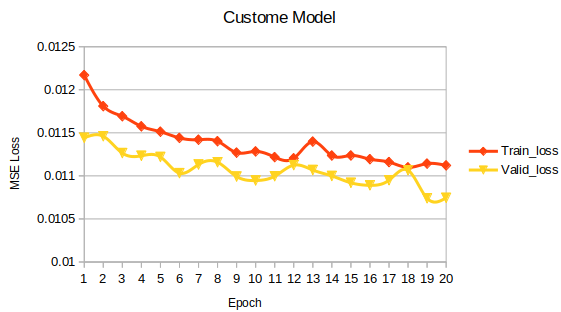 Custome Model
0.0125
0.012
0.0115
0.011
0.0105
0.01
MSE Loss
1 2 3 4 5 6 7 8 9 10 11 12 13 14 15 16 17 18 19 20
Epoch
Train_loss
Valid_loss